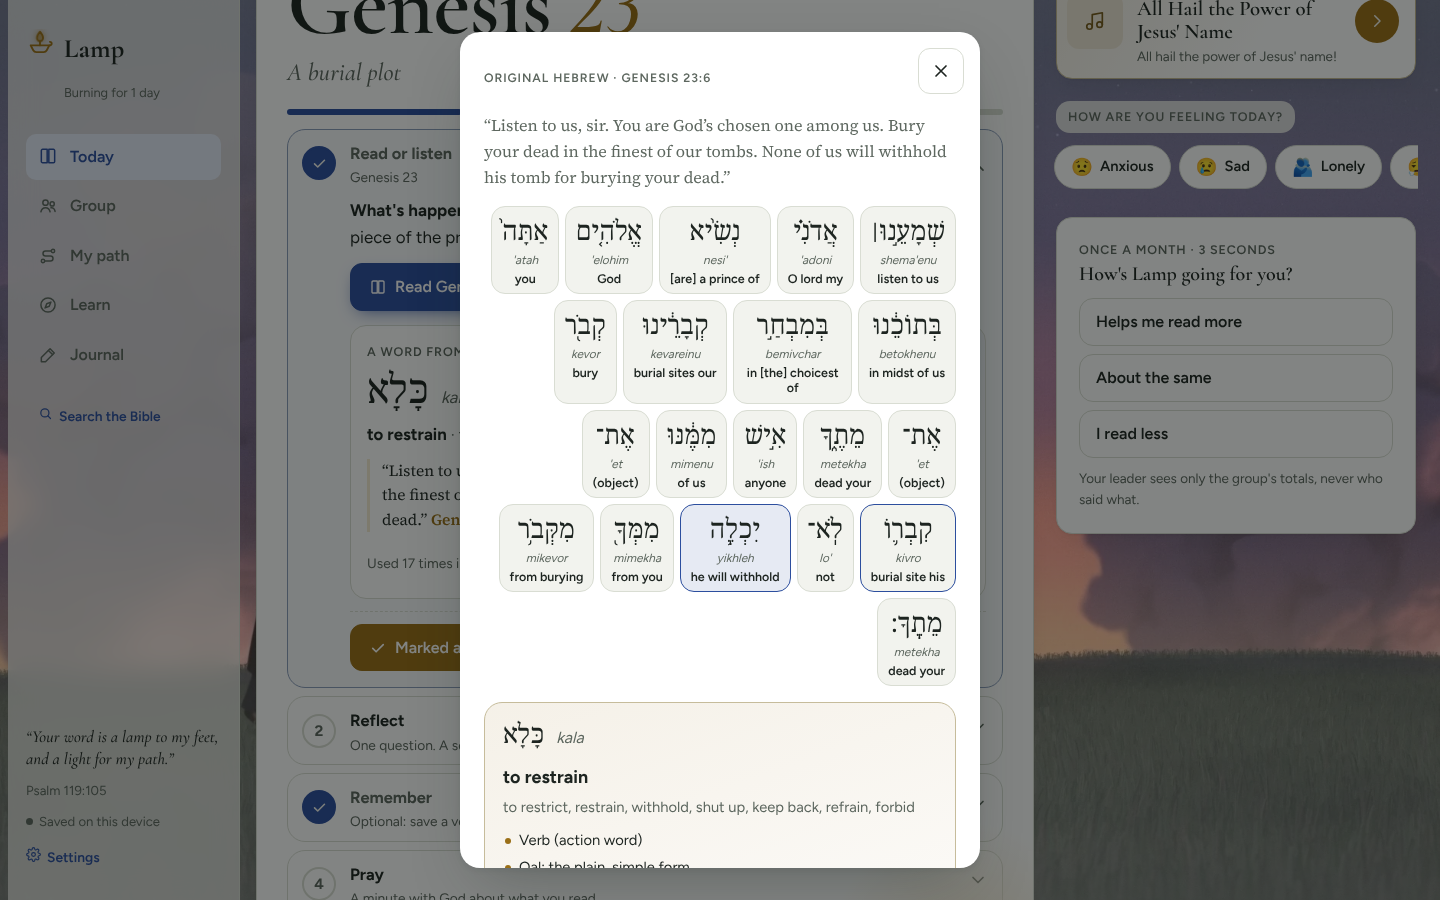 Lamp
Burning for 1 day
Today
Group
My path
Learn
Journal
Search the Bible
“Your word is a lamp to my feet,
and a light for my path.”
Psalm 119:105
Saved on this device
Settings
Genesis 23
A burial plot
Read or listen
Genesis 23
What's happen
piece of the pr
Read Gen
A WORD FROM
כָּלָא ka
to restrain ·
“Listen to u
the finest o
dead.” Gen
Used 17 times i
Marked a
2
Reflect
One question. A s
Remember
Optional: save a v
4
Pray
A minute with God about what you read
ORIGINAL HEBREW · GENESIS 23:6
“Listen to us, sir. You are God’s chosen one among us. Bury
your dead in the finest of our tombs. None of us will withhold
his tomb for burying your dead.”
שְׁמָעֵ֣נוּ׀ אֲדֹנִ֗י נְשִׂ֨יא אֱלֹהִ֤ים אַתָּה֙
'atah 'elohim nesi' 'adoni shema'enu
you God [are] a prince of O lord my listen to us
בְּתוֹכֵ֔נוּ בְּמִבְחַ֣ר קְבָרֵ֔ינוּ קְבֹ֖ר
kevor kevareinu bemivchar betokhenu
bury burial sites our in [the] choicest of in midst of us
אֶת־ מֵתֶ֑ךָ אִ֣ישׁ מִמֶּ֔נּוּ אֶת־
'et mimenu 'ish metekha 'et
(object) of us anyone dead your (object)
קִבְר֛וֹ לֹֽא־ יִכְלֶ֥ה מִמְּךָ֖ מִקְּבֹ֥ר
mikevor mimekha yikhleh lo' kivro
from burying from you he will withhold not burial site his
מֵתֶֽךָ׃
metekha
dead your
כָּלָא kala
to restrain
to restrict, restrain, withhold, shut up, keep back, refrain, forbid
Verb (action word)
Qal: the plain, simple form
All Hail the Power of
Jesus' Name
All hail the power of Jesus' name!
HOW ARE YOU FEELING TODAY?
Anxious
Sad
Lonely
ONCE A MONTH · 3 SECONDS
How's Lamp going for you?
Helps me read more
About the same
I read less
Your leader sees only the group's totals, never who
said what.